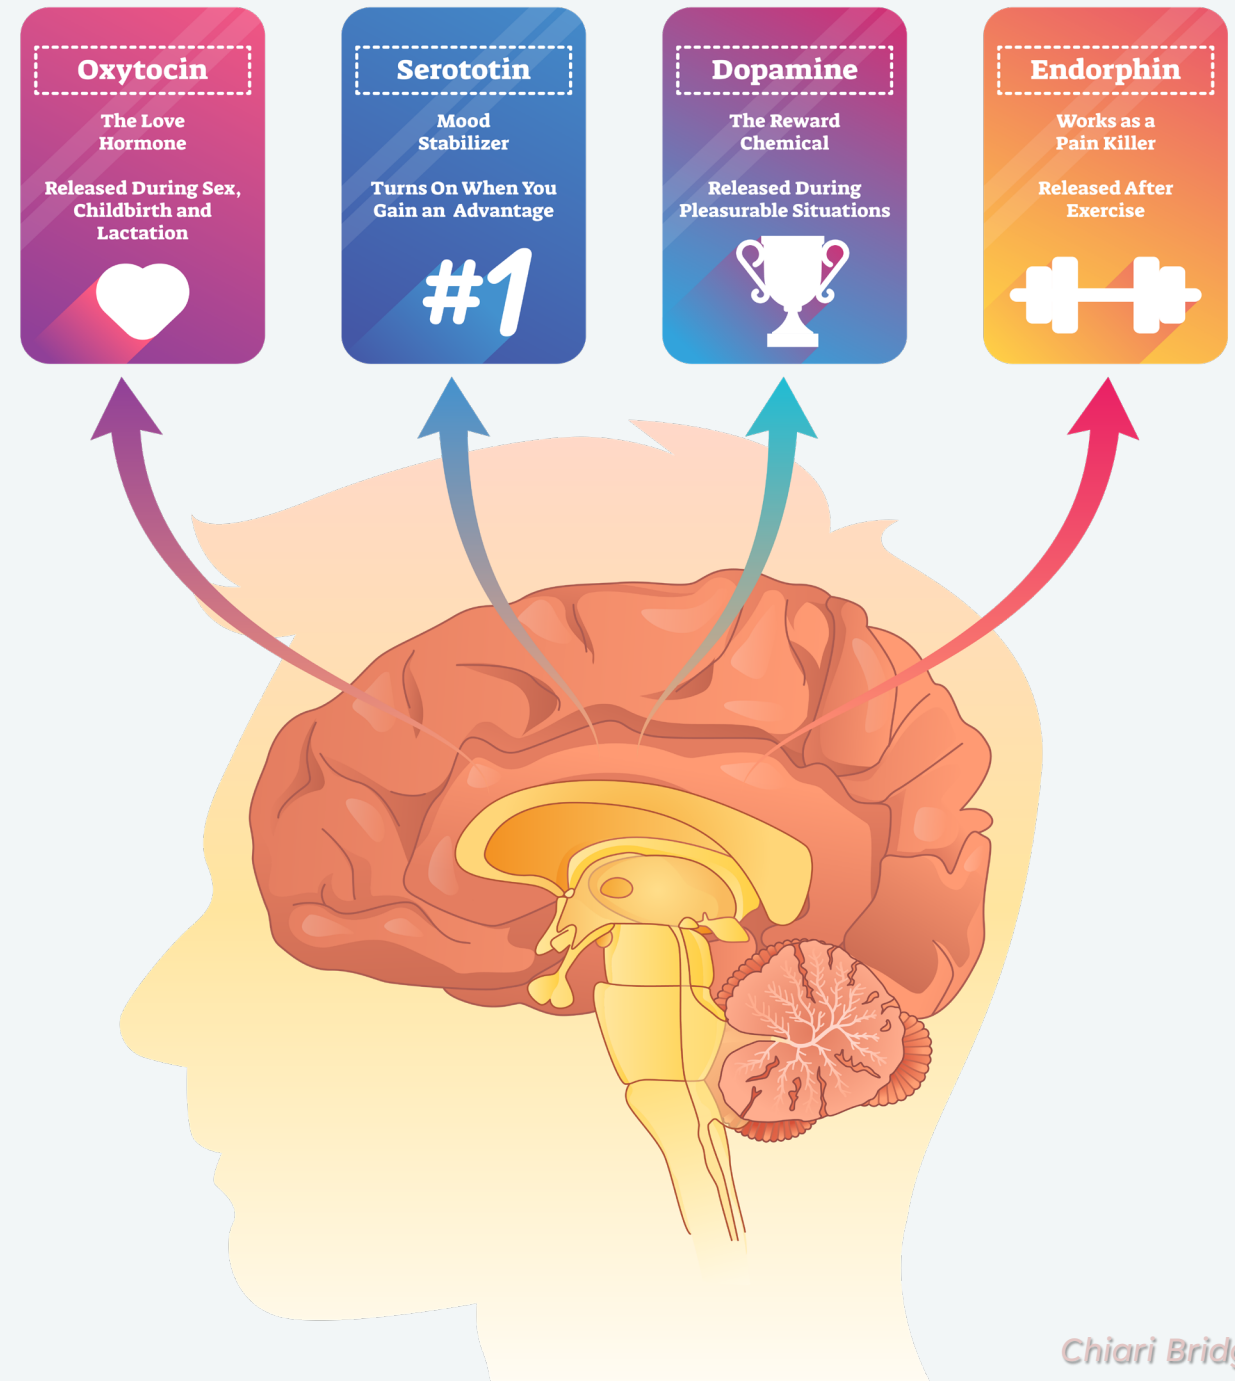 Oxytocin
The Love
Hormone
Released During Sex,
Childbirth and
Lactation
Serototin
Mood
Stabilizer
Turns On When You
Gain an Advantage
#1
Dopamine
The Reward
Chemical
Released During
Pleasurable Situations
Endorphin
Works as a
Pain Killer
Released After
Exercise
Chiari